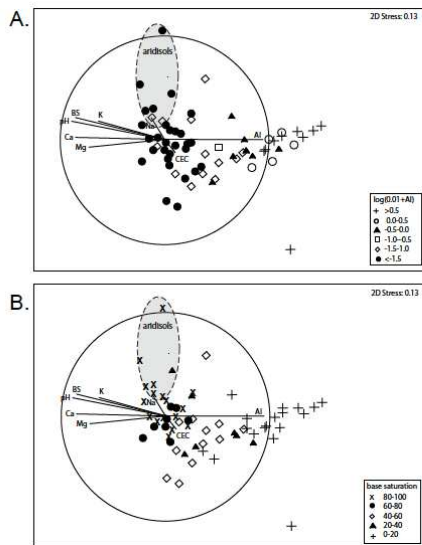 A.
2D Stress: 0.13
aridisols
BS
K
pH
Na
Ca
Al
Mg
CEC
log(0.01+Al)
>0.5
0.0-0.5
-0.5-0.0
-1.0--0.5
-1.5-1.0
<-1.5
B.
2D Stress: 0.13
aridisols
BS
K
pH
Na
Ca
Al
Mg
CEC
base saturation
X 80-100
60-80
40-60
20-40
0-20